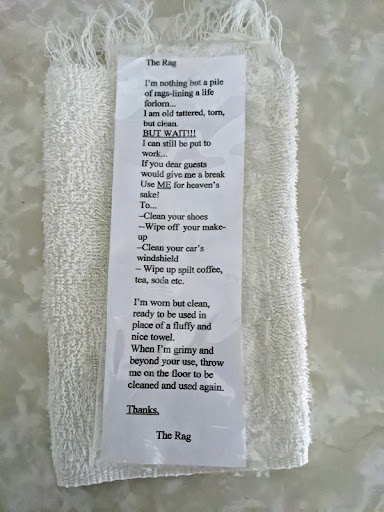 The Rag
I'm nothing but a pile
of rags-lining a life
forlorn...
I am old tattered, torn,
but clean.
BUT WAIT!!!
I can still be put to
work...
If you dear guests
would give me a break
Use ME for heaven's
sake!
To...
–Clean your shoes
–Wipe off your make-
up
–Clean your car's
windshield
– Wipe up spilt coffee,
tea, soda etc.
I'm worn but clean,
ready to be used in
place of a fluffy and
nice towel.
When I'm grimy and
beyond your use, throw
me on the floor to be
cleaned and used again.
Thanks,
The Rag